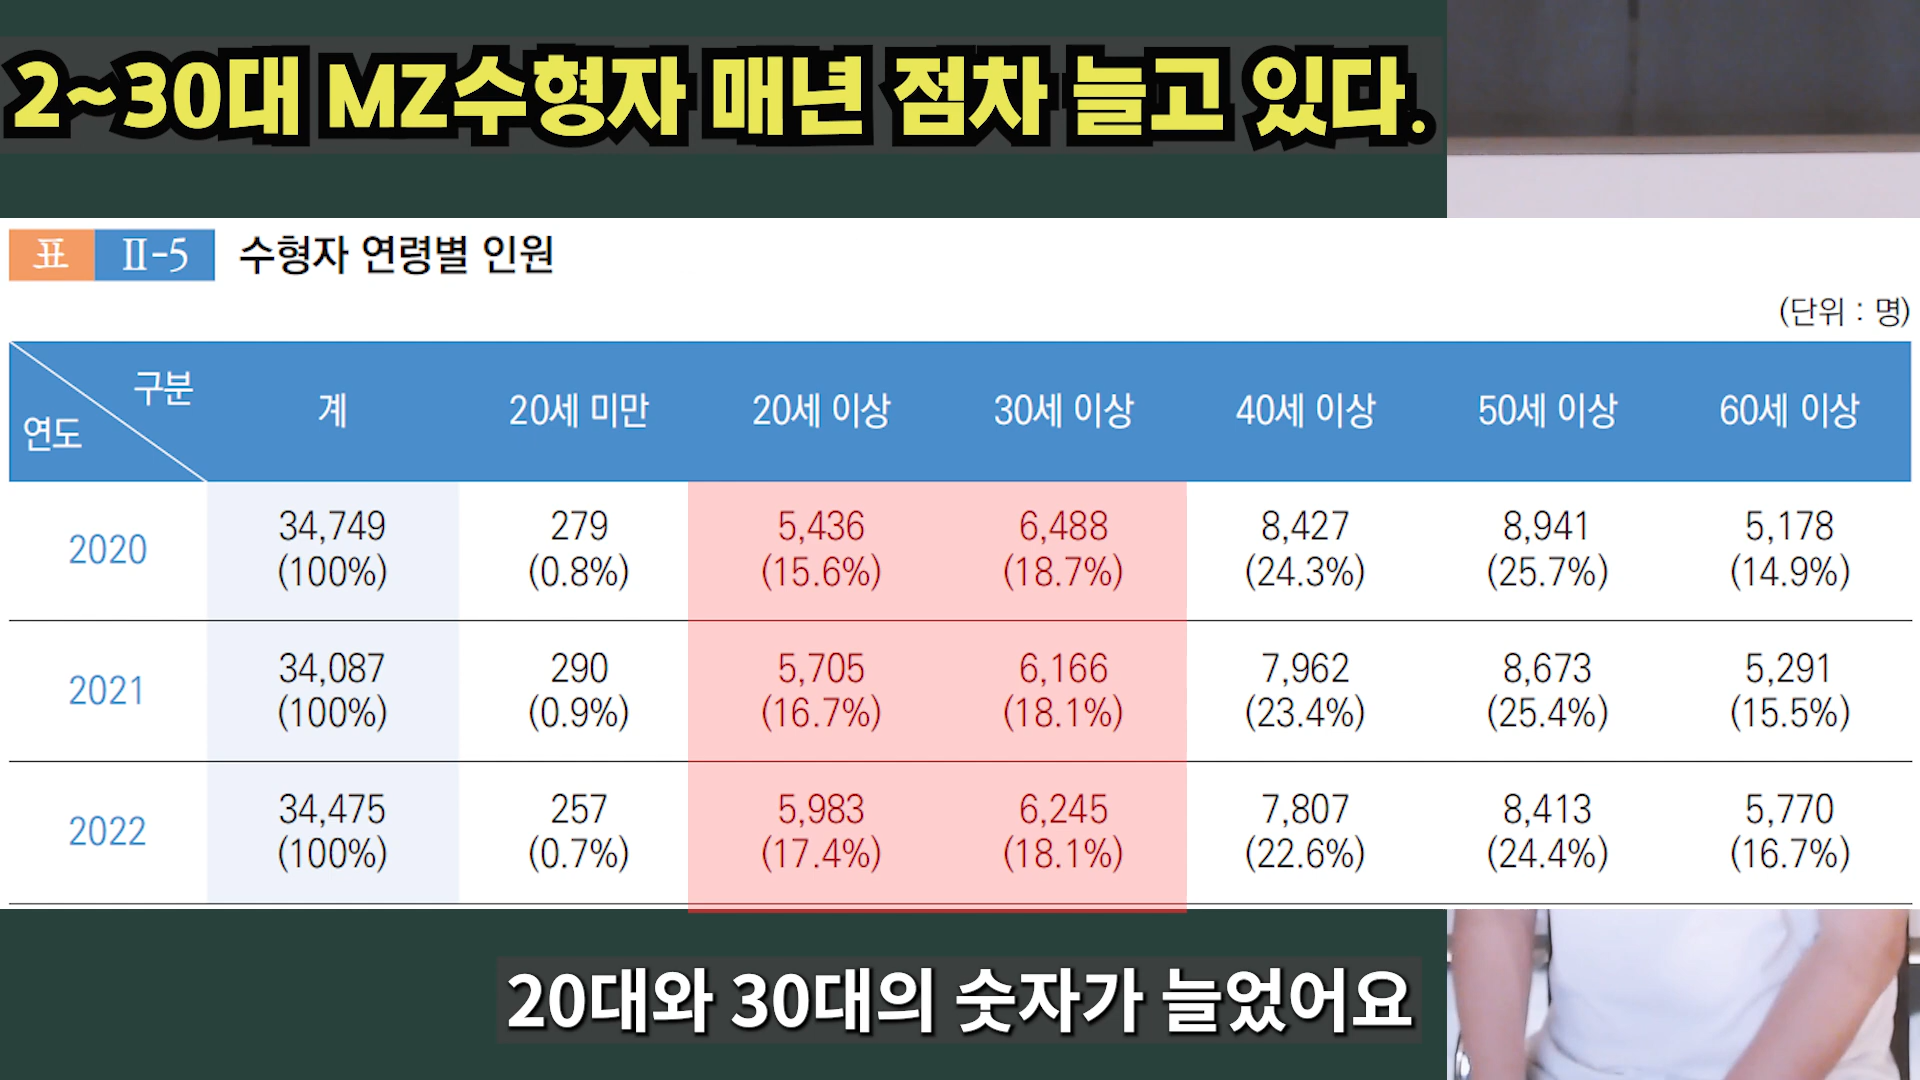 2~30대 MZ수형자 매년 점차 늘고 있다.
표 Ⅱ-5 수형자 연령별 인원
(단위 : 명)
구분
연도 계 20세 미만 20세 이상 30세 이상 40세 이상 50세 이상 60세 이상
2020 34,749 279 5,436 6,488 8,427 8,941 5,178
(100%) (0.8%) (15.6%) (18.7%) (24.3%) (25.7%) (14.9%)
2021 34,087 290 5,705 6,166 7,962 8,673 5,291
(100%) (0.9%) (16.7%) (18.1%) (23.4%) (25.4%) (15.5%)
2022 34,475 257 5,983 6,245 7,807 8,413 5,770
(100%) (0.7%) (17.4%) (18.1%) (22.6%) (24.4%) (16.7%)
20대와 30대의 숫자가 늘었어요